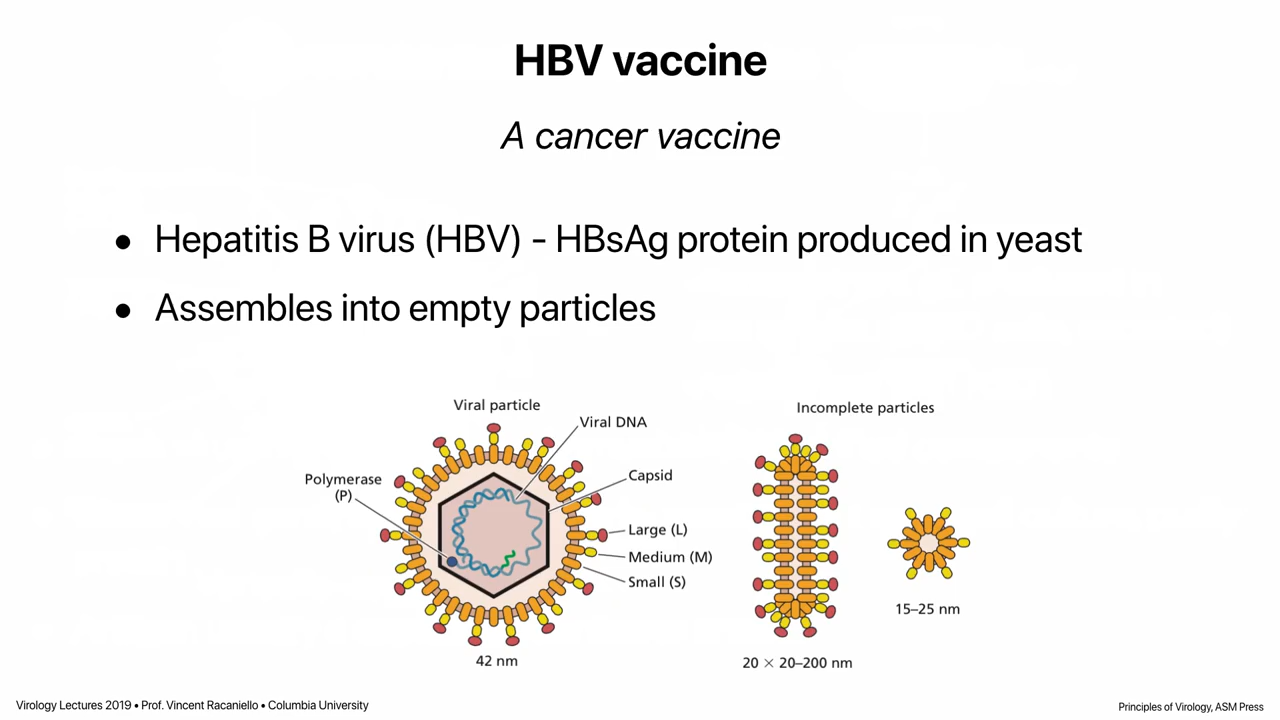 HBV vaccine
A cancer vaccine
• Hepatitis B virus (HBV) - HBsAg protein produced in yeast
• Assembles into empty particles
Viral particle
Incomplete particles
Viral DNA
Polymerase
(P)
Capsid
Large (L)
Medium (M)
Small (S)
15–25 nm
42 nm
20 × 20–200 nm
Virology Lectures 2019 • Prof. Vincent Racaniello • Columbia University
Principles of Virology, ASM Press